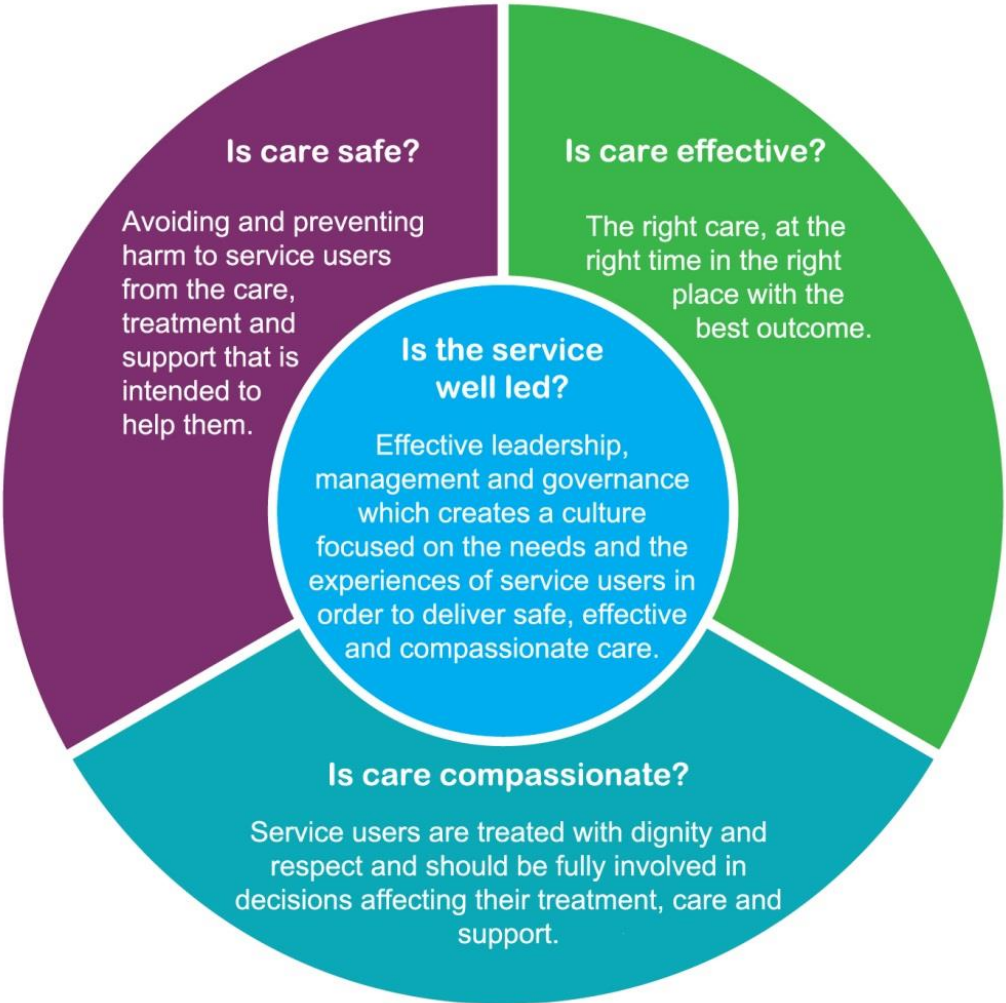 Is care safe?
Avoiding and preventing
harm to service users
from the care,
treatment and
support that is
intended to
help them.
Is care effective?
The right care, at the
right time in the right
place with the
best outcome.
Is the service
well led?
Effective leadership,
management and governance
which creates a culture
focused on the needs and the
experiences of service users in
order to deliver safe, effective
and compassionate care.
Is care compassionate?
Service users are treated with dignity and
respect and should be fully involved in
decisions affecting their treatment, care and
support.